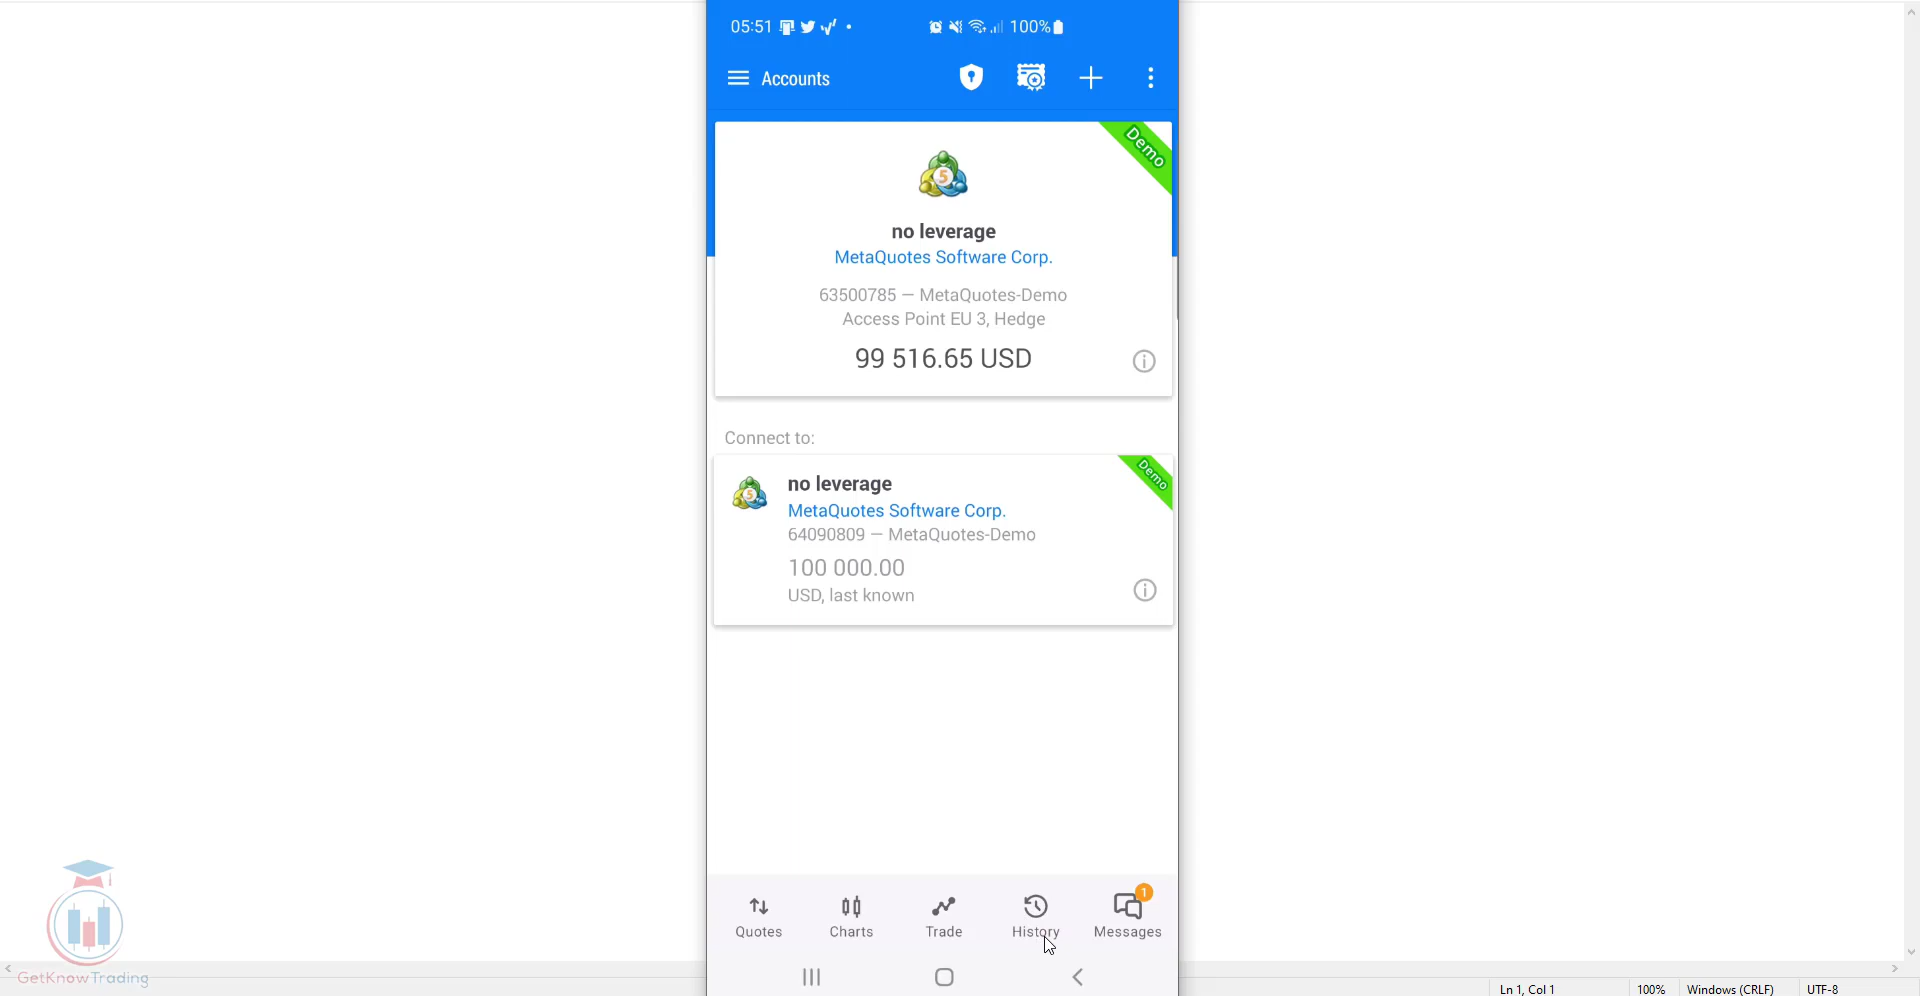 05:51
100%
Accounts
Demo
5
no leverage
MetaQuotes Software Corp.
63500785 — MetaQuotes-Demo
Access Point EU 3, Hedge
99 516.65 USD
Connect to:
Demo
5
no leverage
MetaQuotes Software Corp.
64090809 — MetaQuotes-Demo
100 000.00
USD, last known
1
Quotes
Charts
Trade
History
Messages
GetKnowTrading
Ln 1, Col 1
100%
Windows (CRLF)
UTF-8